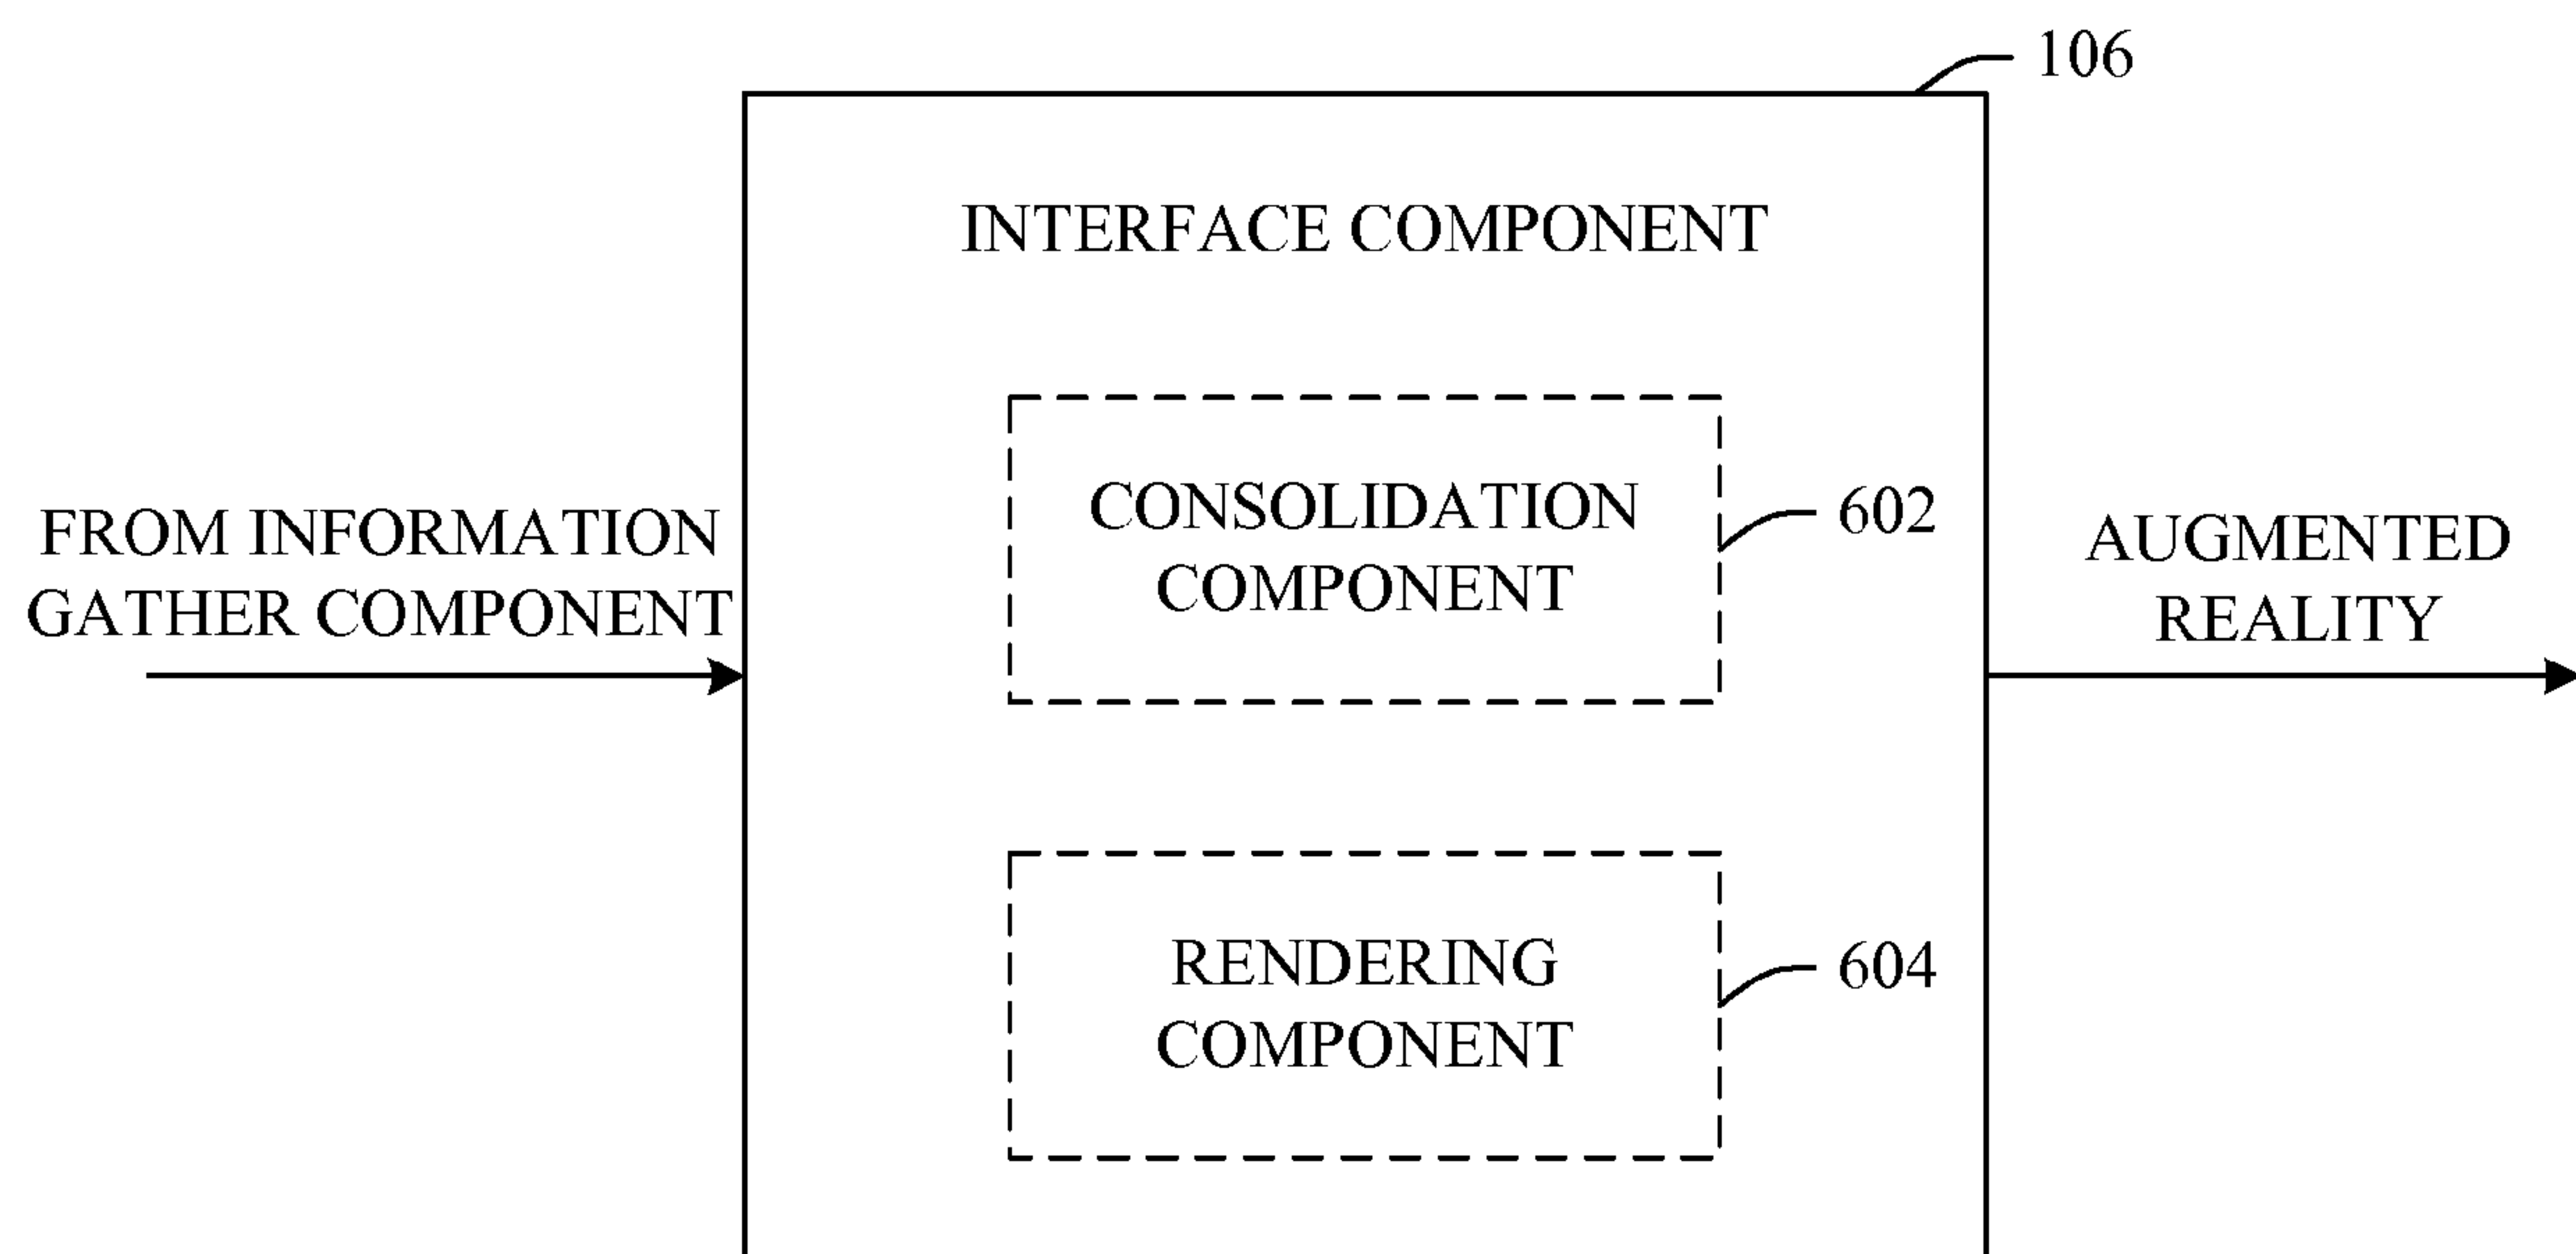 106
INTERFACE COMPONENT
FROM INFORMATION
GATHER COMPONENT
CONSOLIDATION
COMPONENT
602
AUGMENTED
REALITY
RENDERING
COMPONENT
604